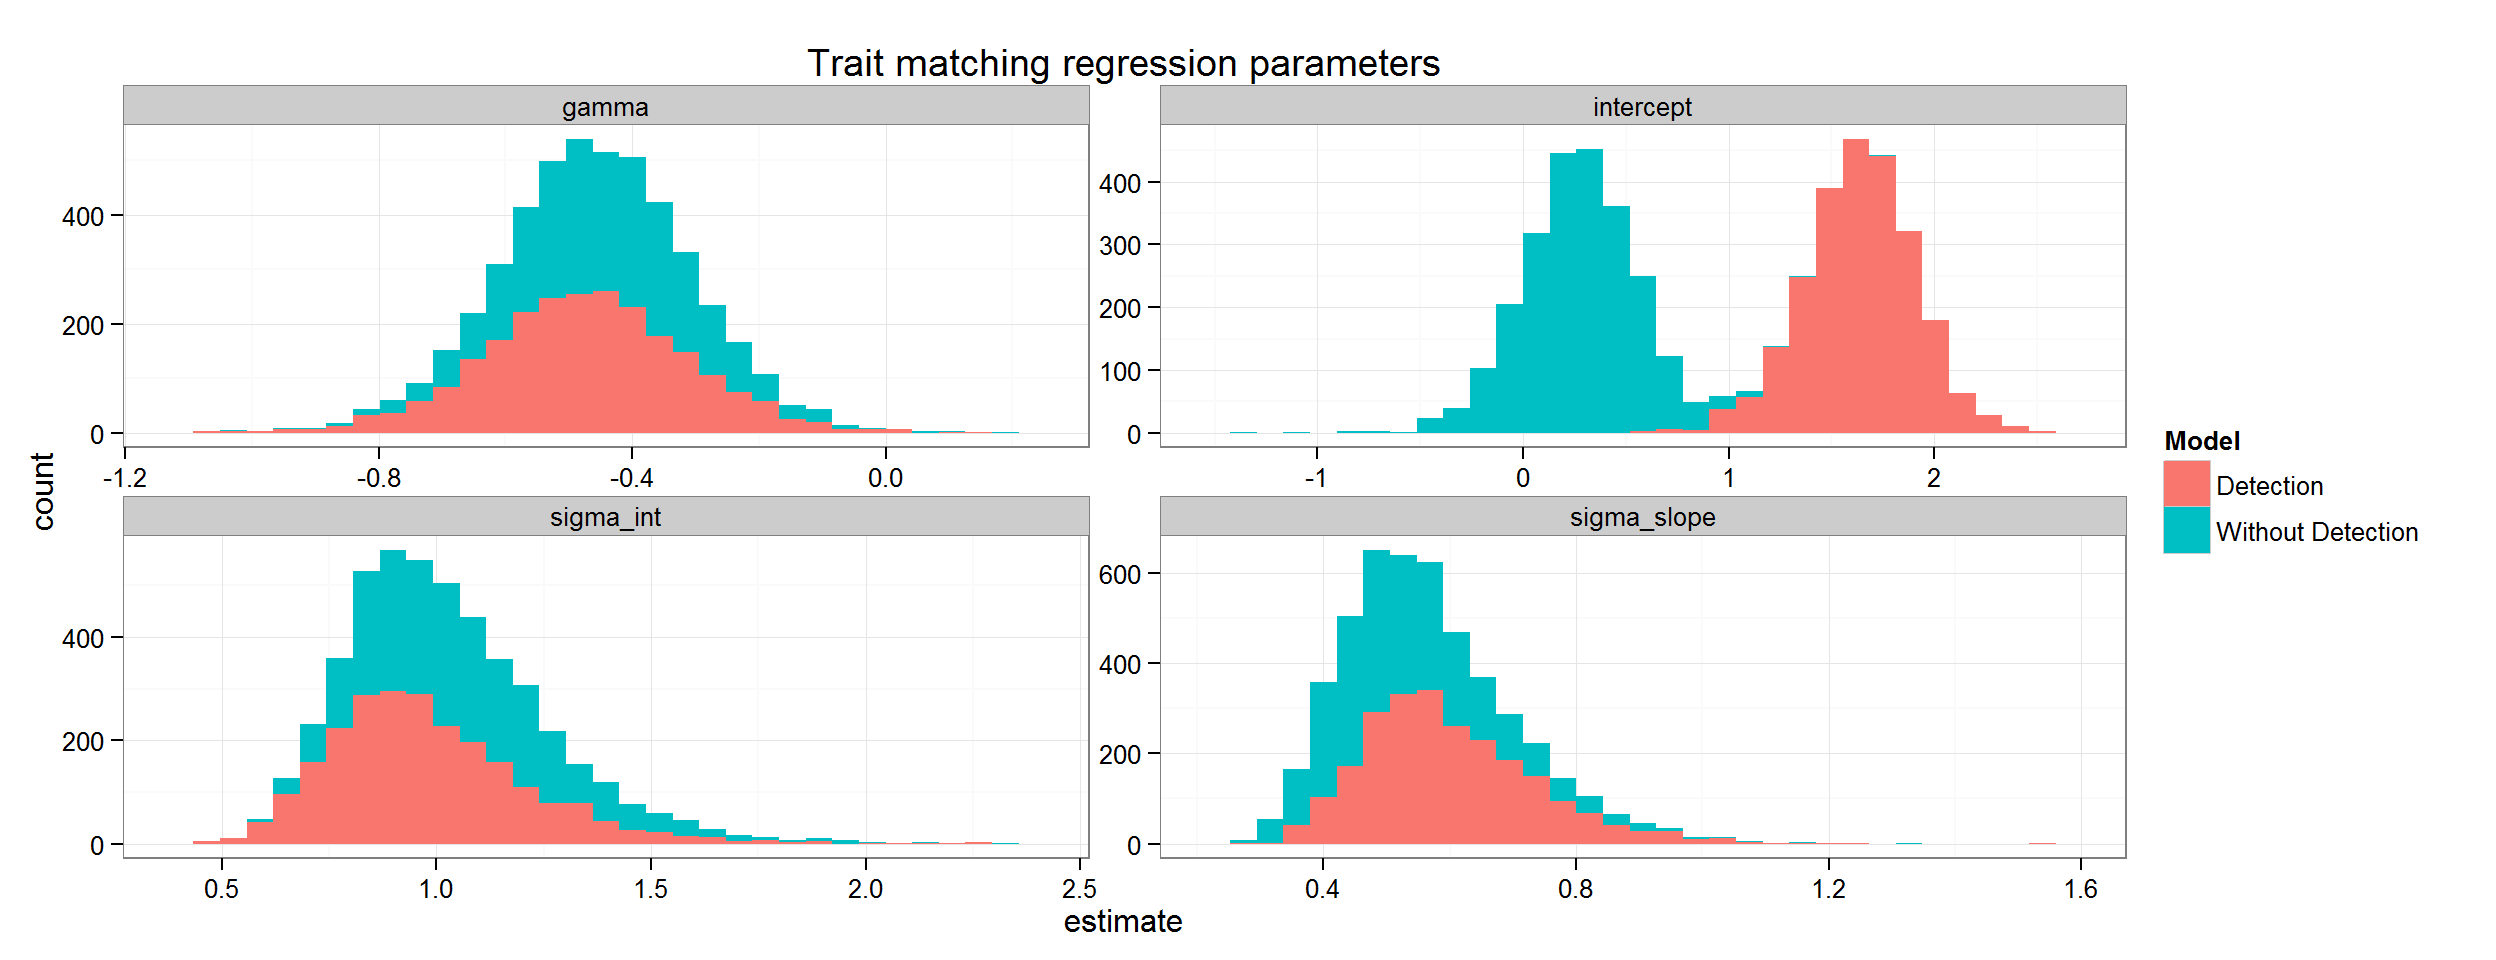 Trait matching regression parameters
gamma
intercept
400
200
0
400
300
200
100
0
-1.2 -0.8 -0.4 0.0
-1 0 1 2
count
sigma_int
sigma_slope
400
200
0
600
400
200
0
0.5 1.0 1.5 2.0 2.5
0.4 0.8 1.2 1.6
estimate
Model
Detection
Without Detection